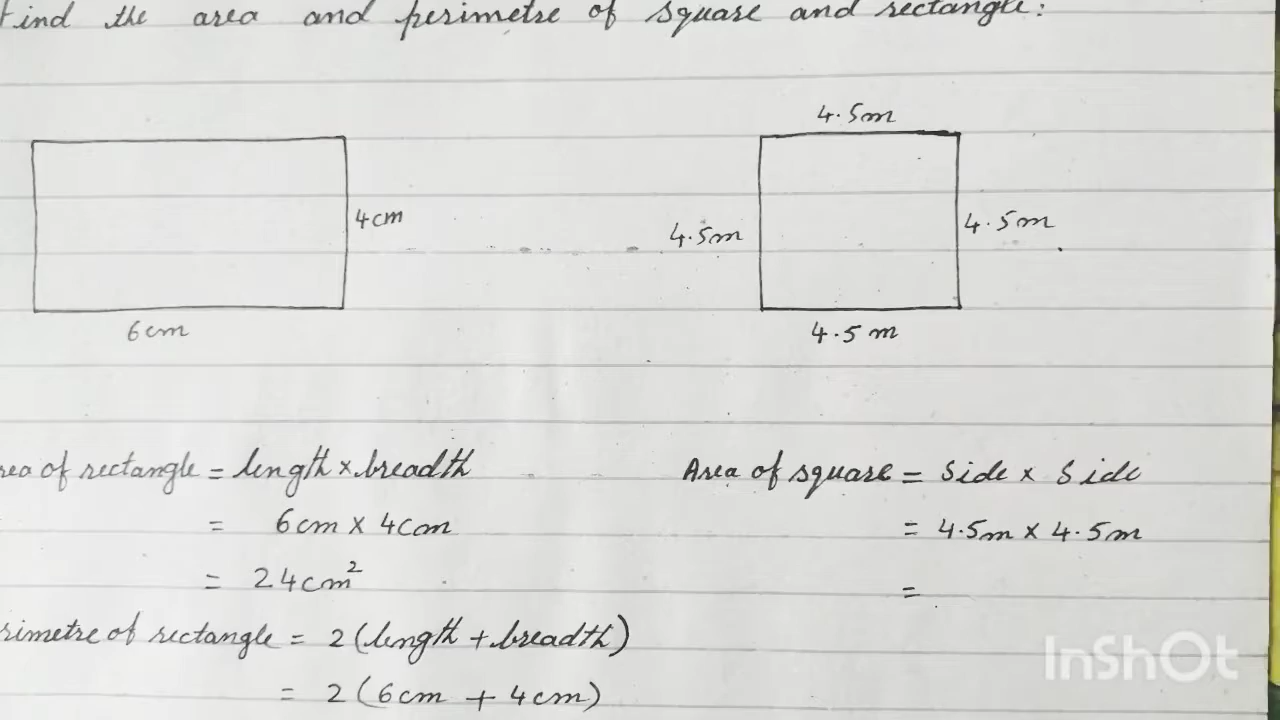 Find the area and perimetre of square and rectangle:
4.5m
4cm
4.5m
4.5m
6cm
4.5m
rea of rectangle = length × breadth
= 6cm × 4cm
= 24cm²
rimetre of rectangle = 2(length + breadth)
= 2(6cm + 4cm)
Area of square = Side × Side
= 4.5m × 4.5m
=
InShOt